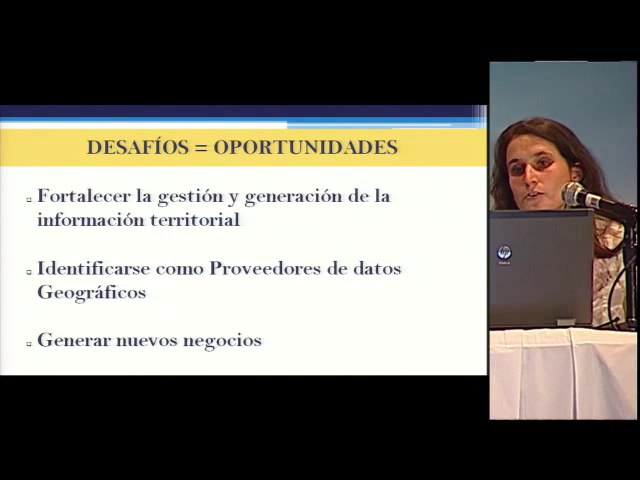 DESAFÍOS = OPORTUNIDADES
Fortalecer la gestión y generación de la
información territorial
Identificarse como Proveedores de datos
Geográficos
Generar nuevos negocios
hp